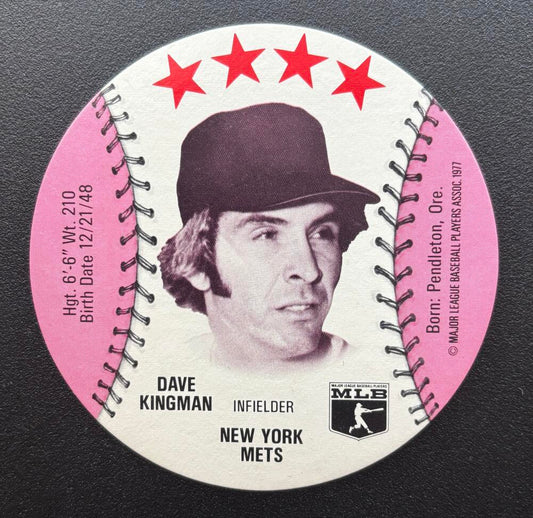 Hgt. 6'-6" Wt. 210
Birth Date 12/21/48
DAVE
KINGMAN
INFIELDER
NEW YORK
METS
MAJOR LEAGUE BASEBALL PLAYERS
MLB
Born: Pendleton, Ore.
© MAJOR LEAGUE BASEBALL PLAYERS ASSOC. 1977